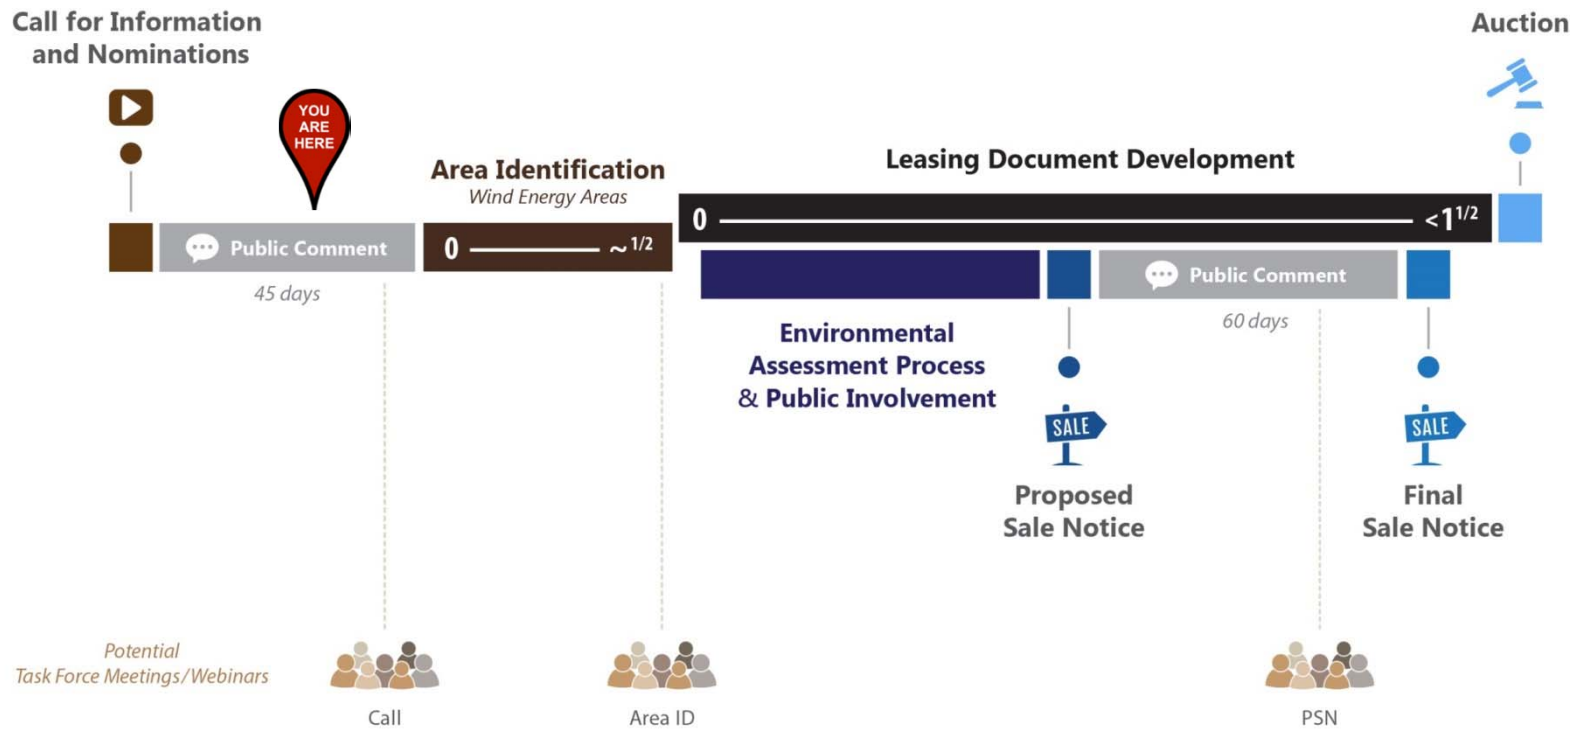 Call for Information
and Nominations
Auction
YOU
ARE
HERE
Area Identification
Wind Energy Areas
Leasing Document Development
Public Comment
0 ~ 1/2
0 <1 1/2
45 days
Public Comment
60 days
Environmental
Assessment Process
& Public Involvement
SALE
Proposed
Sale Notice
SALE
Final
Sale Notice
Potential
Task Force Meetings/Webinars
Call
Area ID
PSN